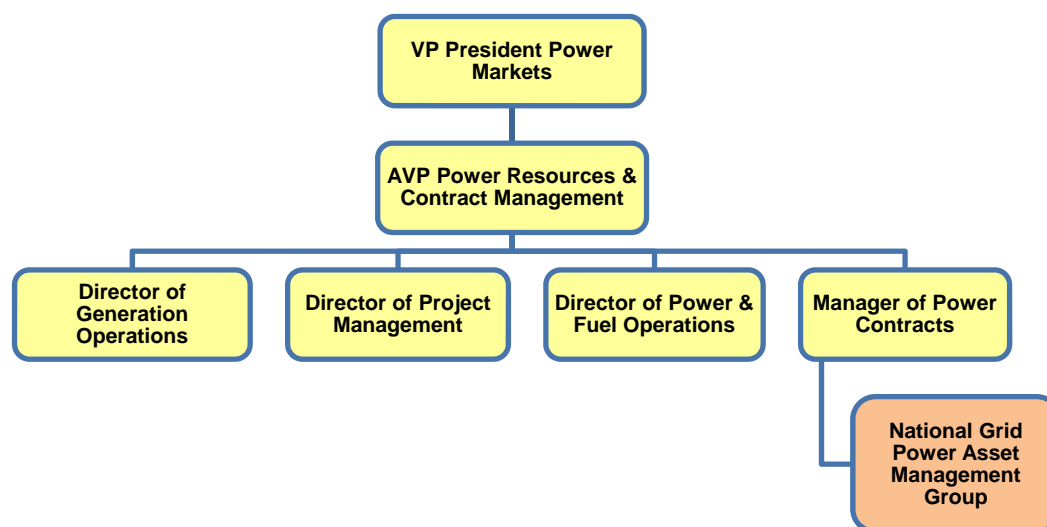 VP President Power
Markets
AVP Power Resources &
Contract Management
Director of
Generation
Operations
Director of Project
Management
Director of Power &
Fuel Operations
Manager of Power
Contracts
National Grid
Power Asset
Management
Group